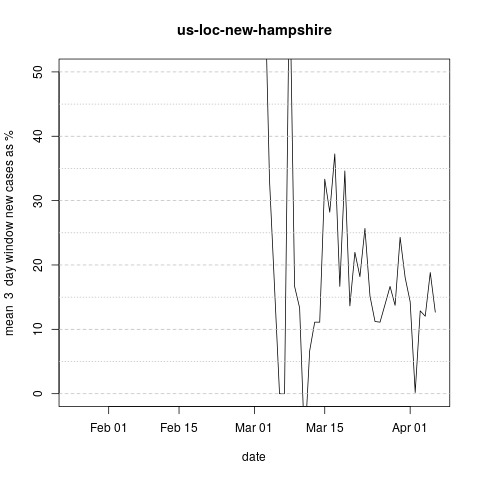 us-loc-new-hampshire
mean 3 day window new cases as %
50
40
30
20
10
0
Feb 01 Feb 15 Mar 01 Mar 15 Apr 01
date